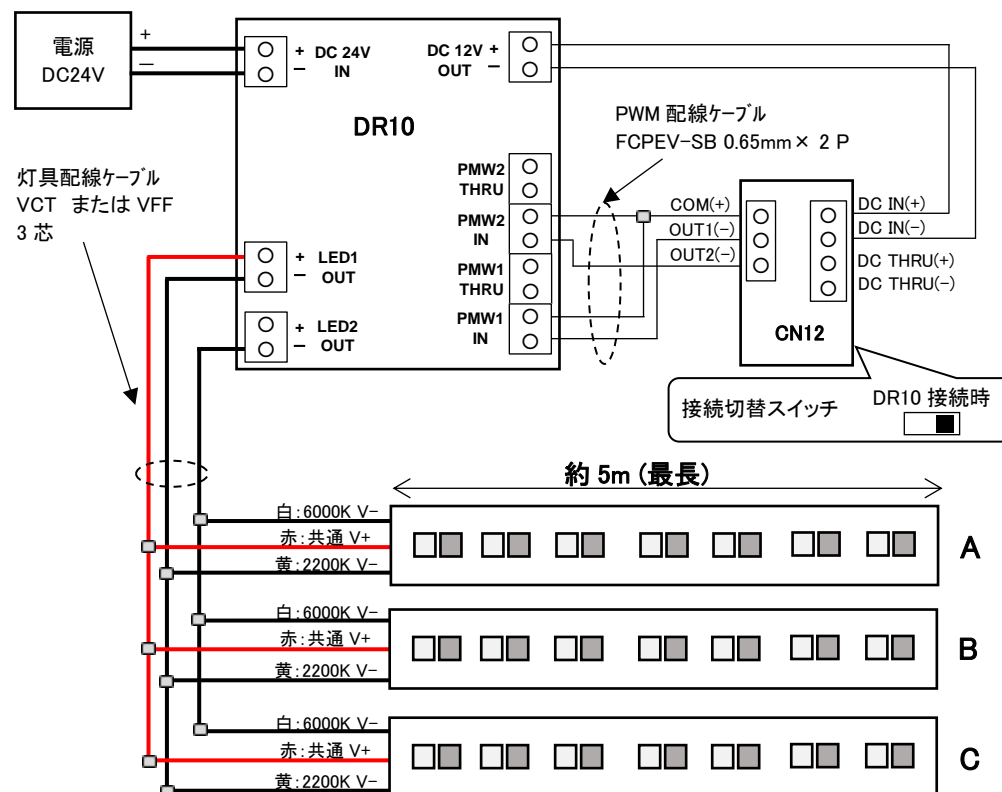 電源
DC24V
+
−
+ DC 24V
− IN
DC 12V +
OUT −
DR10
PWM 配線ケーブル
FCPEV-SB 0.65mm× 2 P
灯具配線ケーブル
VCT または VFF
3 芯
PMW2
THRU
PMW2
IN
PMW1
THRU
PMW1
IN
+ LED1
− OUT
+ LED2
− OUT
COM(+)
OUT1(-)
OUT2(-)
DC IN(+)
DC IN(-)
DC THRU(+)
DC THRU(-)
CN12
接続切替スイッチ
DR10 接続時
約 5m (最長)
白:6000K V-
赤:共通 V+
黄:2200K V-
A
白:6000K V-
赤:共通 V+
黄:2200K V-
B
白:6000K V-
赤:共通 V+
黄:2200K V-
C